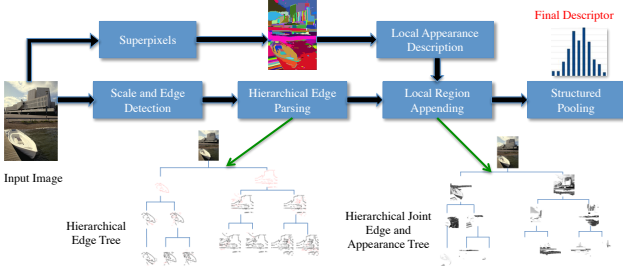 Final Descriptor
Superpixels
Local Appearance
Description
Scale and Edge
Detection
Hierarchical Edge
Parsing
Local Region
Appending
Structured
Pooling
Input Image
Hierarchical
Edge Tree
Hierarchical Joint
Edge and
Appearance Tree